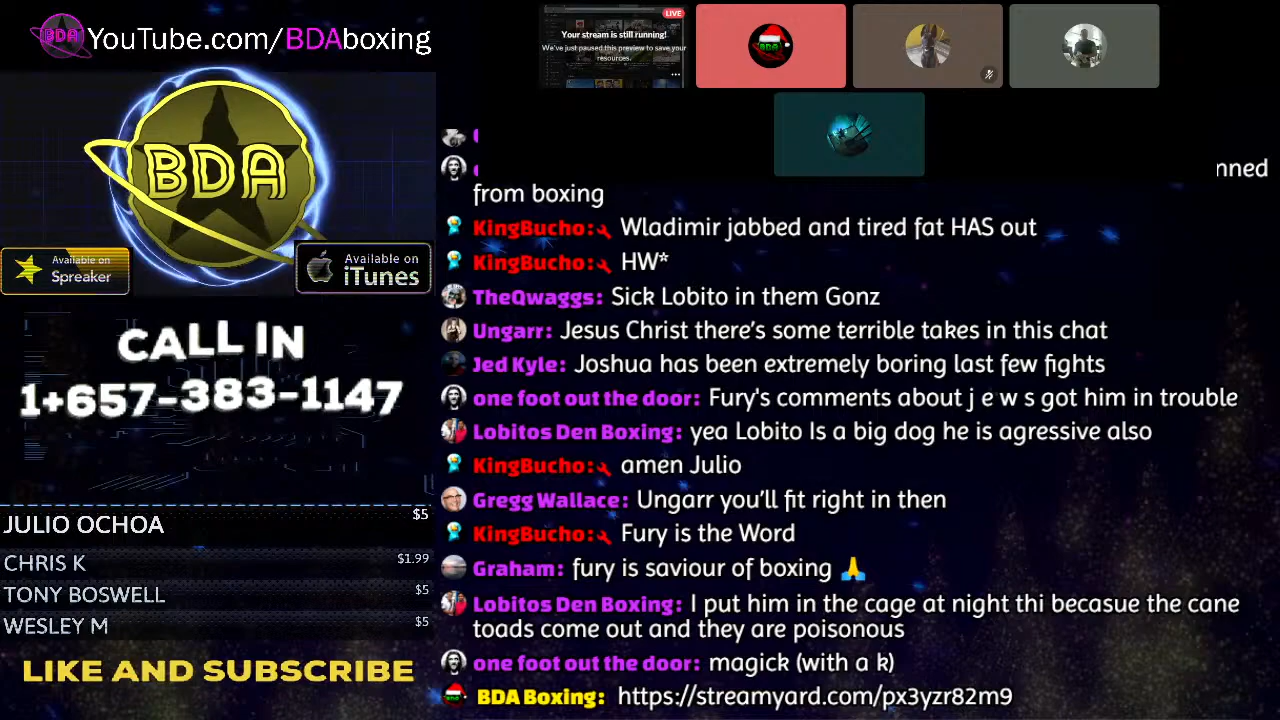 BDA YouTube.com/BDAboxing
BDA
Available on
Spreaker
Available on
iTunes
CALL IN
1+657-383-1147
JULIO OCHOA $5
CHRIS K $1.99
TONY BOSWELL $5
WESLEY M $5
LIKE AND SUBSCRIBE
LIVE
Your stream is still running!
We've just paused this preview to save your
resources.
BDA
nned
from boxing
KingBucho: Wladimir jabbed and tired fat HAS out
KingBucho: HW*
TheQwaggs: Sick Lobito in them Gonz
Ungarr: Jesus Christ there's some terrible takes in this chat
Jed Kyle: Joshua has been extremely boring last few fights
one foot out the door: Fury's comments about j e w s got him in trouble
Lobitos Den Boxing: yea Lobito Is a big dog he is agressive also
KingBucho: amen Julio
Gregg Wallace: Ungarr you'll fit right in then
KingBucho: Fury is the Word
Graham: fury is saviour of boxing 🙏
Lobitos Den Boxing: I put him in the cage at night thi becasue the cane
toads come out and they are poisonous
one foot out the door: magick (with a k)
BDA Boxing: https://streamyard.com/px3yzr82m9